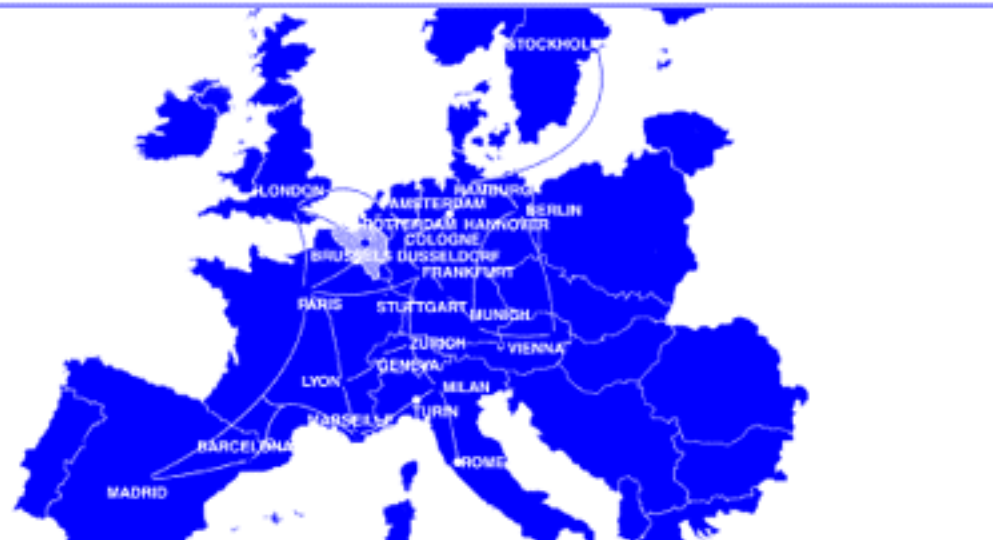 STOCKHOL
LONDON
HAMBURG
AMSTERDAM
BERLIN
ROTTERDAM HANNOVER
COLOGNE
BRUSSELS DUSSELDORF
FRANKFURT
PARIS
STUTTGART
MUNICH
ZURICH
VIENNA
GENEVA
LYON
MILAN
TURIN
MARSEILLE
BARCELONA
ROME
MADRID